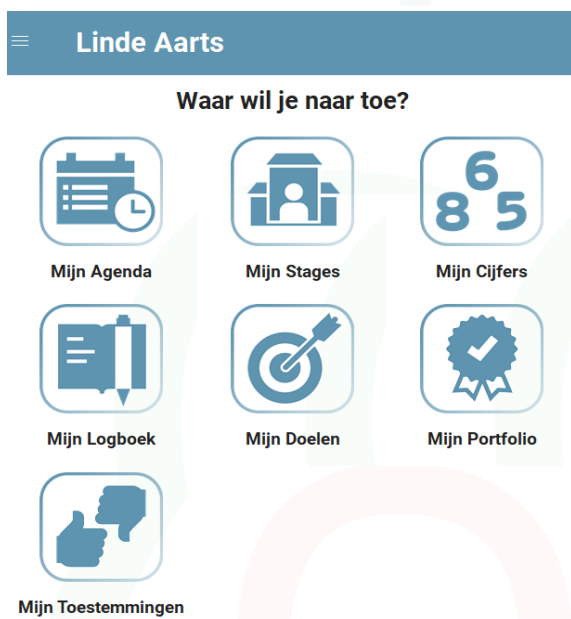 Linde Aarts
Waar wil je naar toe?
6
8 5
Mijn Agenda
Mijn Stages
Mijn Cijfers
Mijn Logboek
Mijn Doelen
Mijn Portfolio
Mijn Toestemmingen